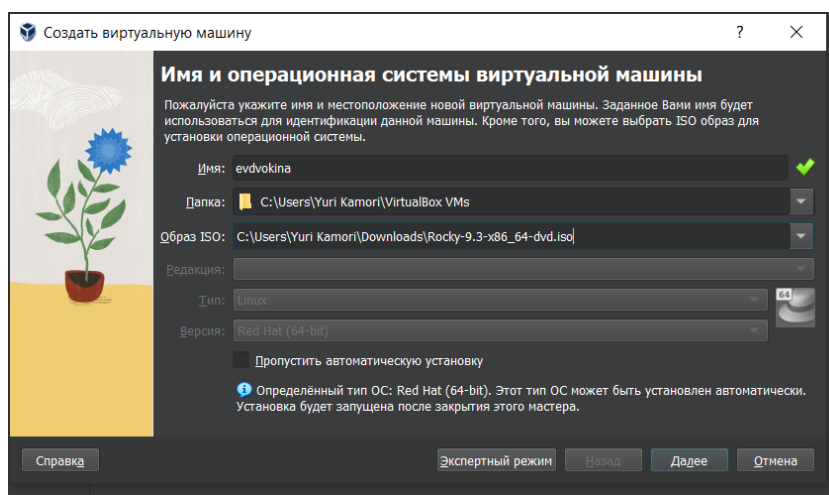 Создать виртуальную машину
?
Имя и операционная системы виртуальной машины
Пожалуйста укажите имя и местоположение новой виртуальной машины. Заданное Вами имя будет
использоваться для идентификации данной машины. Кроме того, вы можете выбрать ISO образ для
установки операционной системы.
Имя: evdvokina
Папка: C:\Users\Yuri Kamori\VirtualBox VMs
Образ ISO: C:\Users\Yuri Kamori\Downloads\Rocky-9.3-x86_64-dvd.iso
Редакция:
Тип: Linux
64
Версия: Red Hat (64-bit)
Пропустить автоматическую установку
Определённый тип ОС: Red Hat (64-bit). Этот тип ОС может быть установлен автоматически.
Установка будет запущена после закрытия этого мастера.
Справка Экспертный режим Назад Далее Отмена